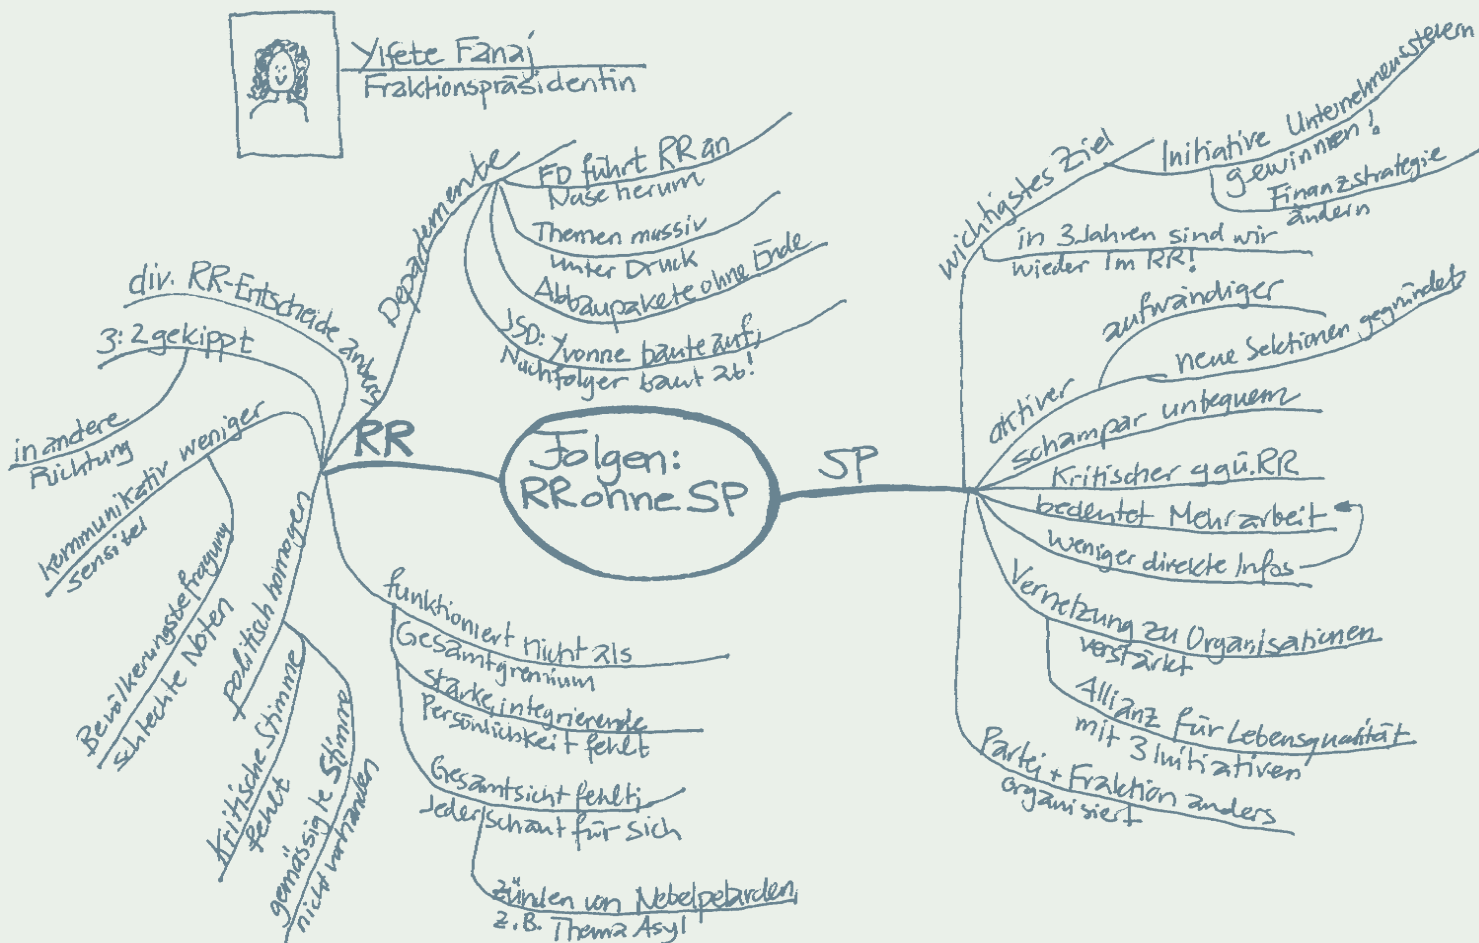 Ylfete Fanaj
Fraktionspräsidentin
Folgen:
RR ohne SP
RR
Departemente
FD führt RR an
Nase herum
Themen massiv
unter Druck
Abbaupakete ohne Ende
JSD: Yvonne baute auf,
Nachfolger baut ab!
div. RR-Entscheide anders
3:2 gekippt
in andere
Richtung
kommunikativ weniger
sensibel
Bevölkerungsbefragung
schlechte Noten
politisch homogen
Kritische Stimme
fehlt
gemässigte Stimme
nicht vorhanden
funktioniert nicht als
Gesamtgremium
starke, integrierende
Persönlichkeit fehlt
Gesamtsicht fehlt;
Jeder schaut für sich
Zünden von Nebelpetarden,
z.B. Thema Asyl
SP
wichtigstes Ziel
Initiative Unternehmenssteuern
gewinnen!
Finanzstrategie
ändern
in 3 Jahren sind wir
wieder im RR!
aktiver
aufwändiger
neue Sektionen gegründet
schampar unbequem
Kritischer ggü. RR
bedeutet Mehrarbeit
weniger direkte Infos
Vernetzung zu Organisationen
verstärkt
Allianz für Lebensqualität
mit 3 Initiativen
Partei + Fraktion anders
organisiert